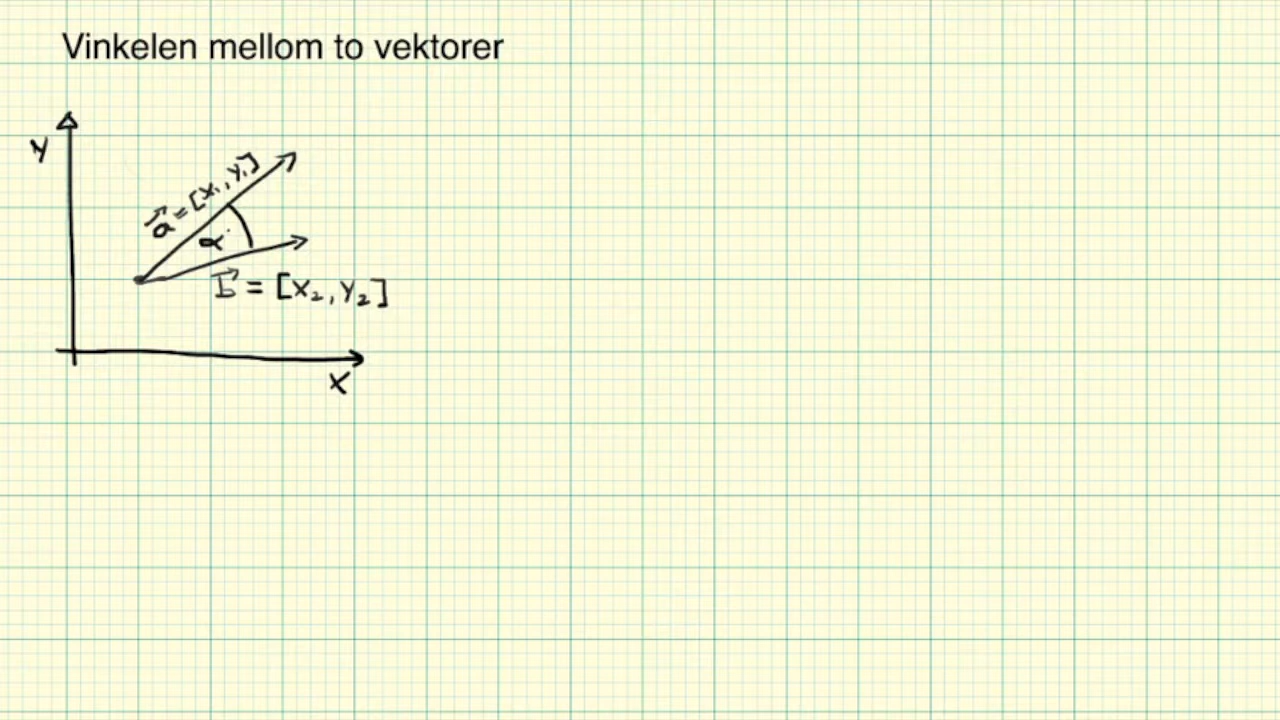 Vinkelen mellom to vektorer
y
a⃗ = [x₁, y₁]
α
b⃗ = [x₂, y₂]
x